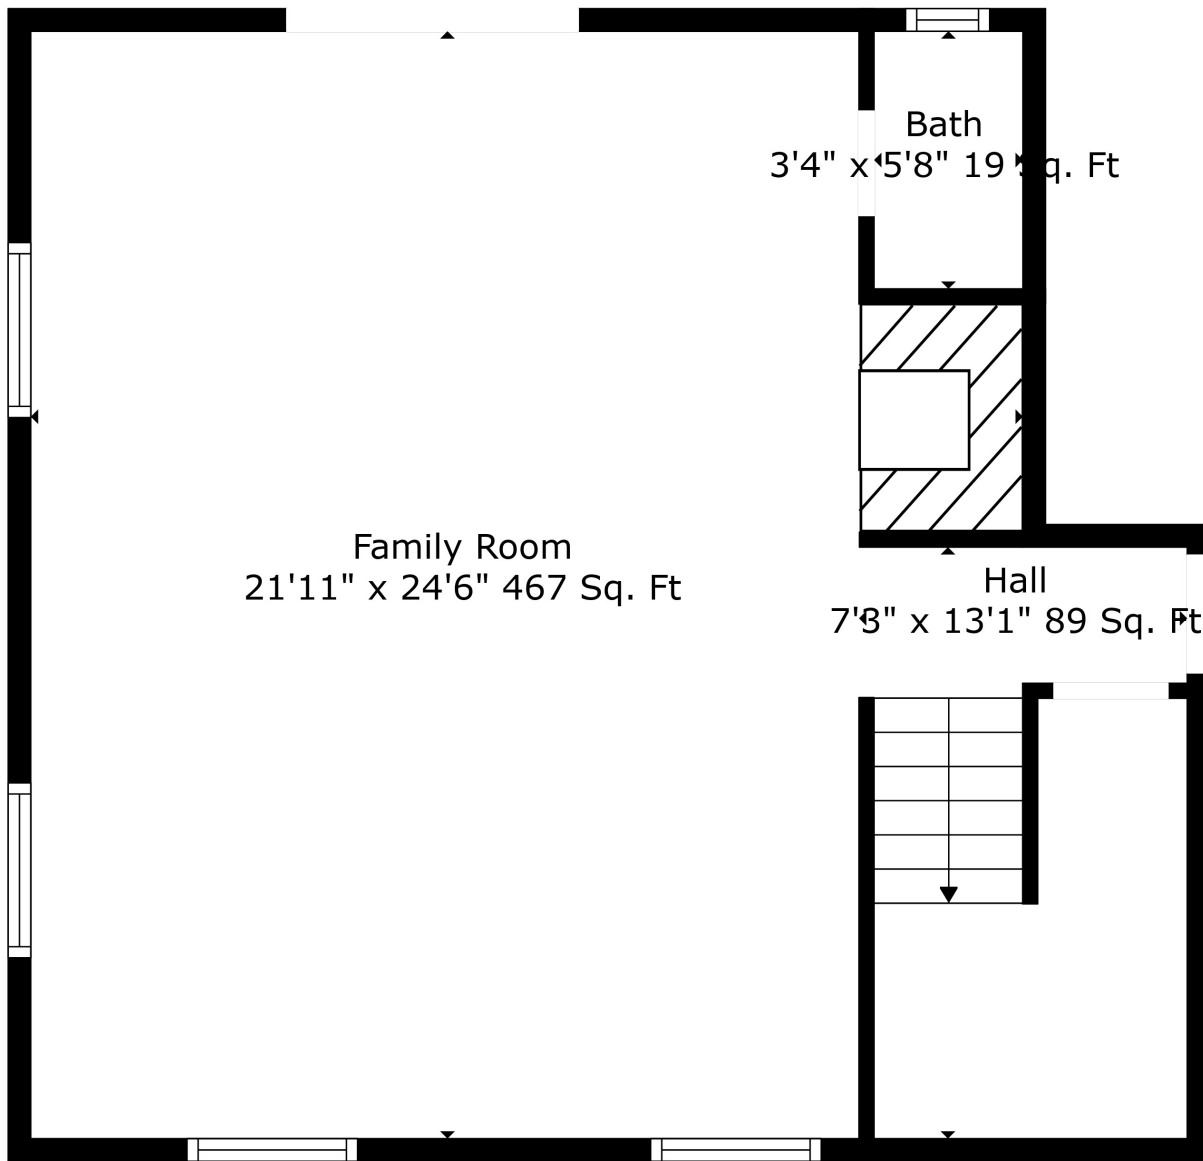 Bath
3'4" x 5'8" 19 Sq. Ft
Family Room
21'11" x 24'6" 467 Sq. Ft
Hall
7'3" x 13'1" 89 Sq. Ft